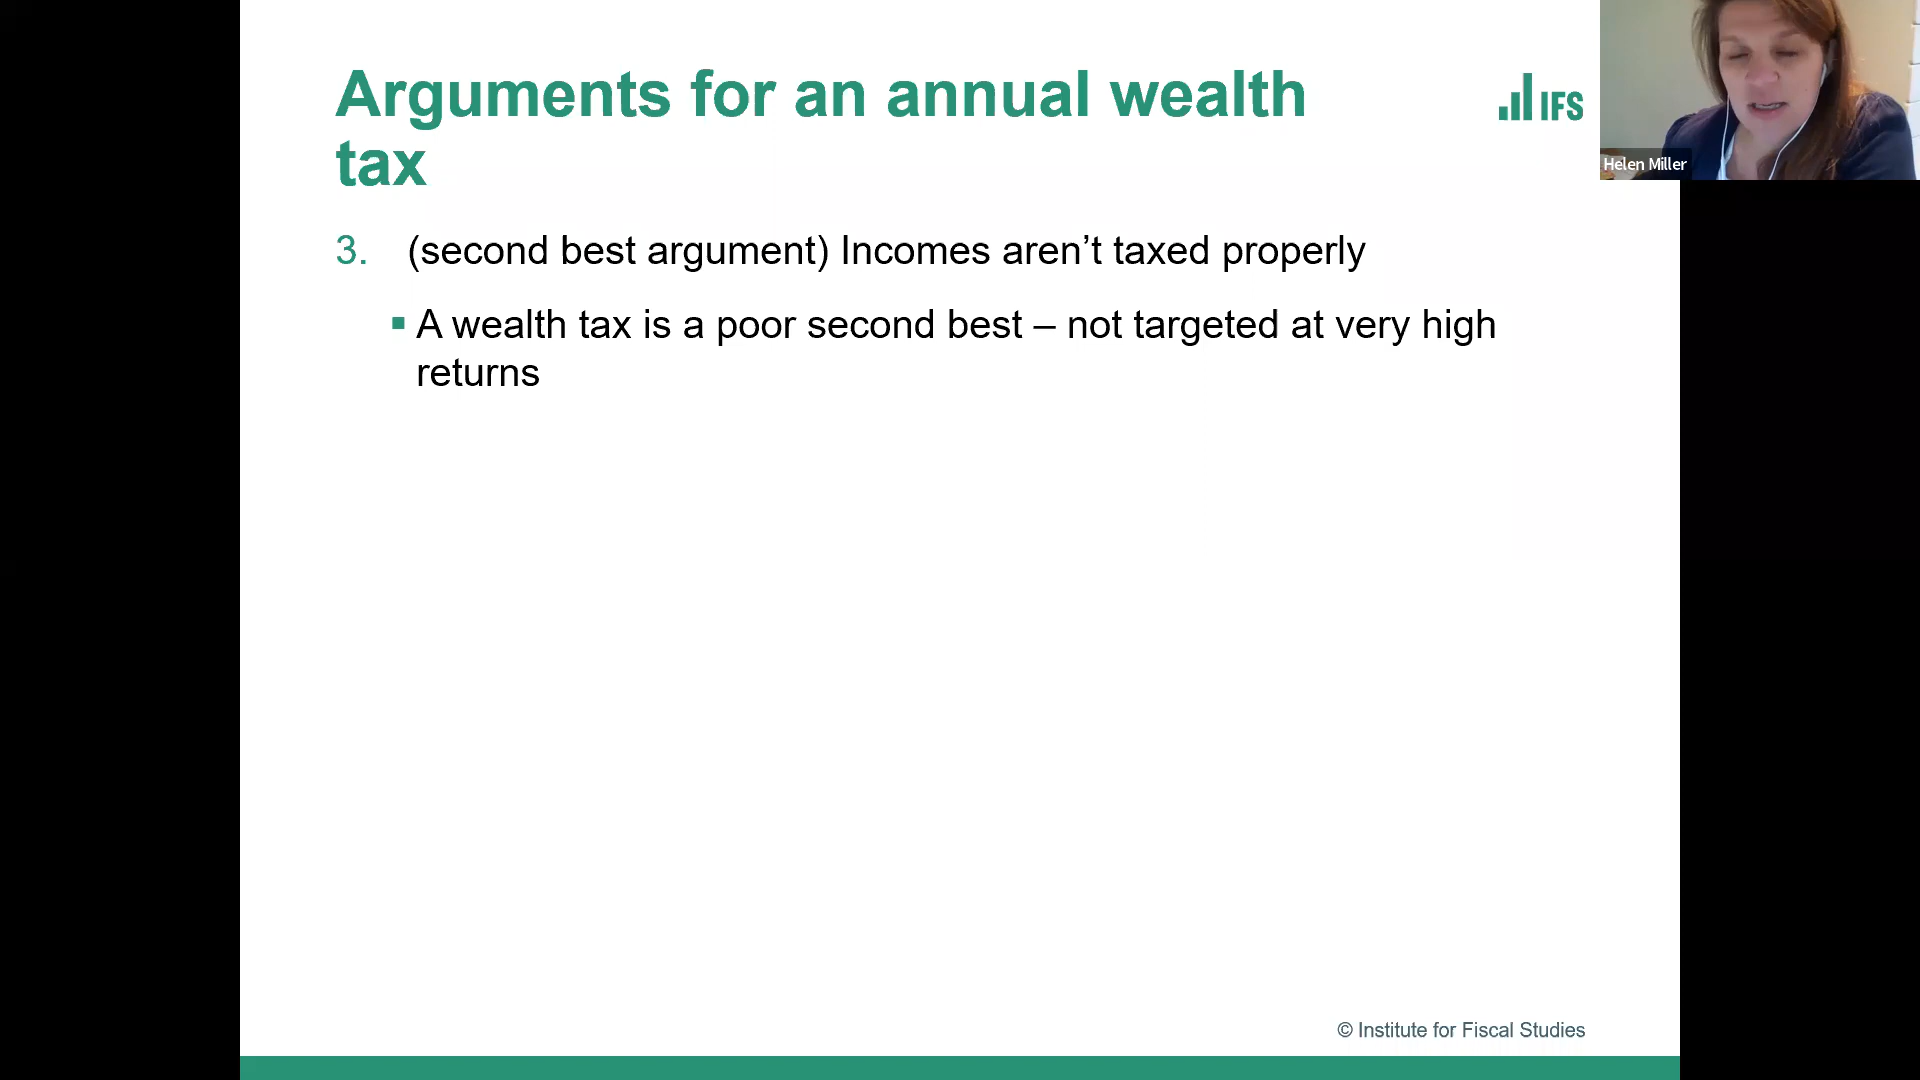 Arguments for an annual wealth
tax
IFS
Helen Miller
3. (second best argument) Incomes aren’t taxed properly
▪ A wealth tax is a poor second best – not targeted at very high
returns
© Institute for Fiscal Studies